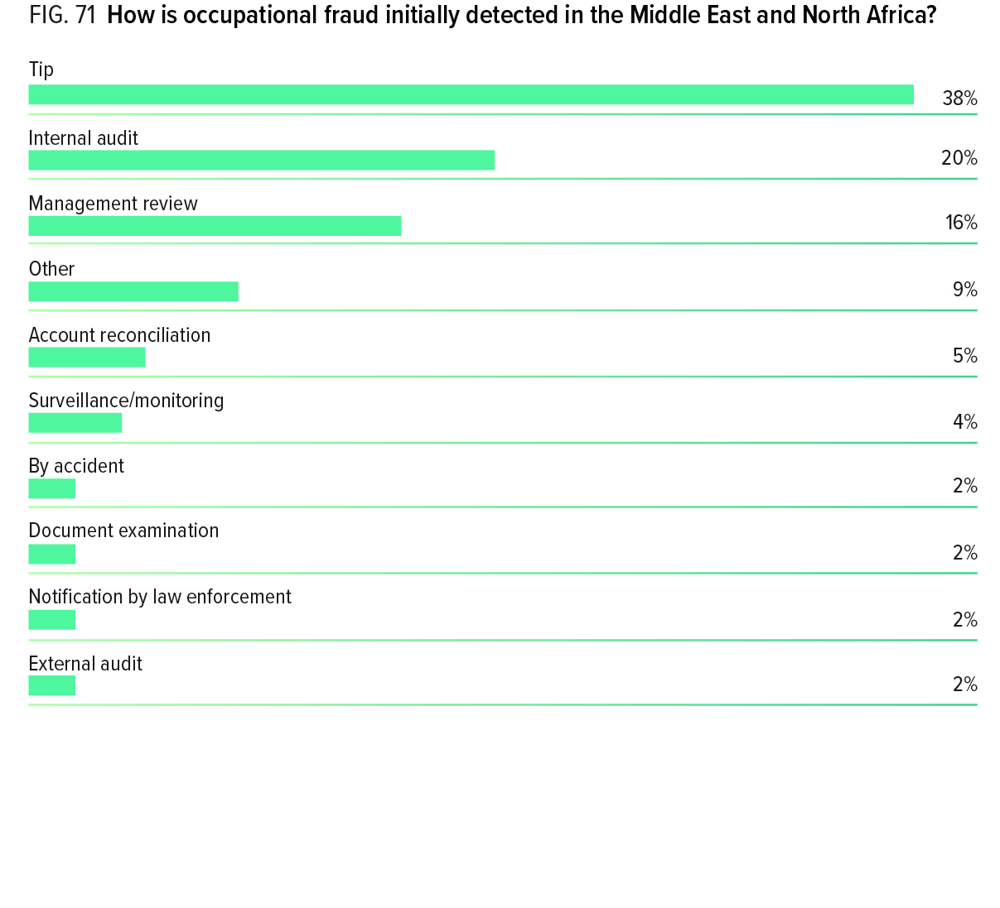 FIG. 71 How is occupational fraud initially detected in the Middle East and North Africa?
Tip
38%
Internal audit
20%
Management review
16%
Other
9%
Account reconciliation
5%
Surveillance/monitoring
4%
By accident
2%
Document examination
2%
Notification by law enforcement
2%
External audit
2%